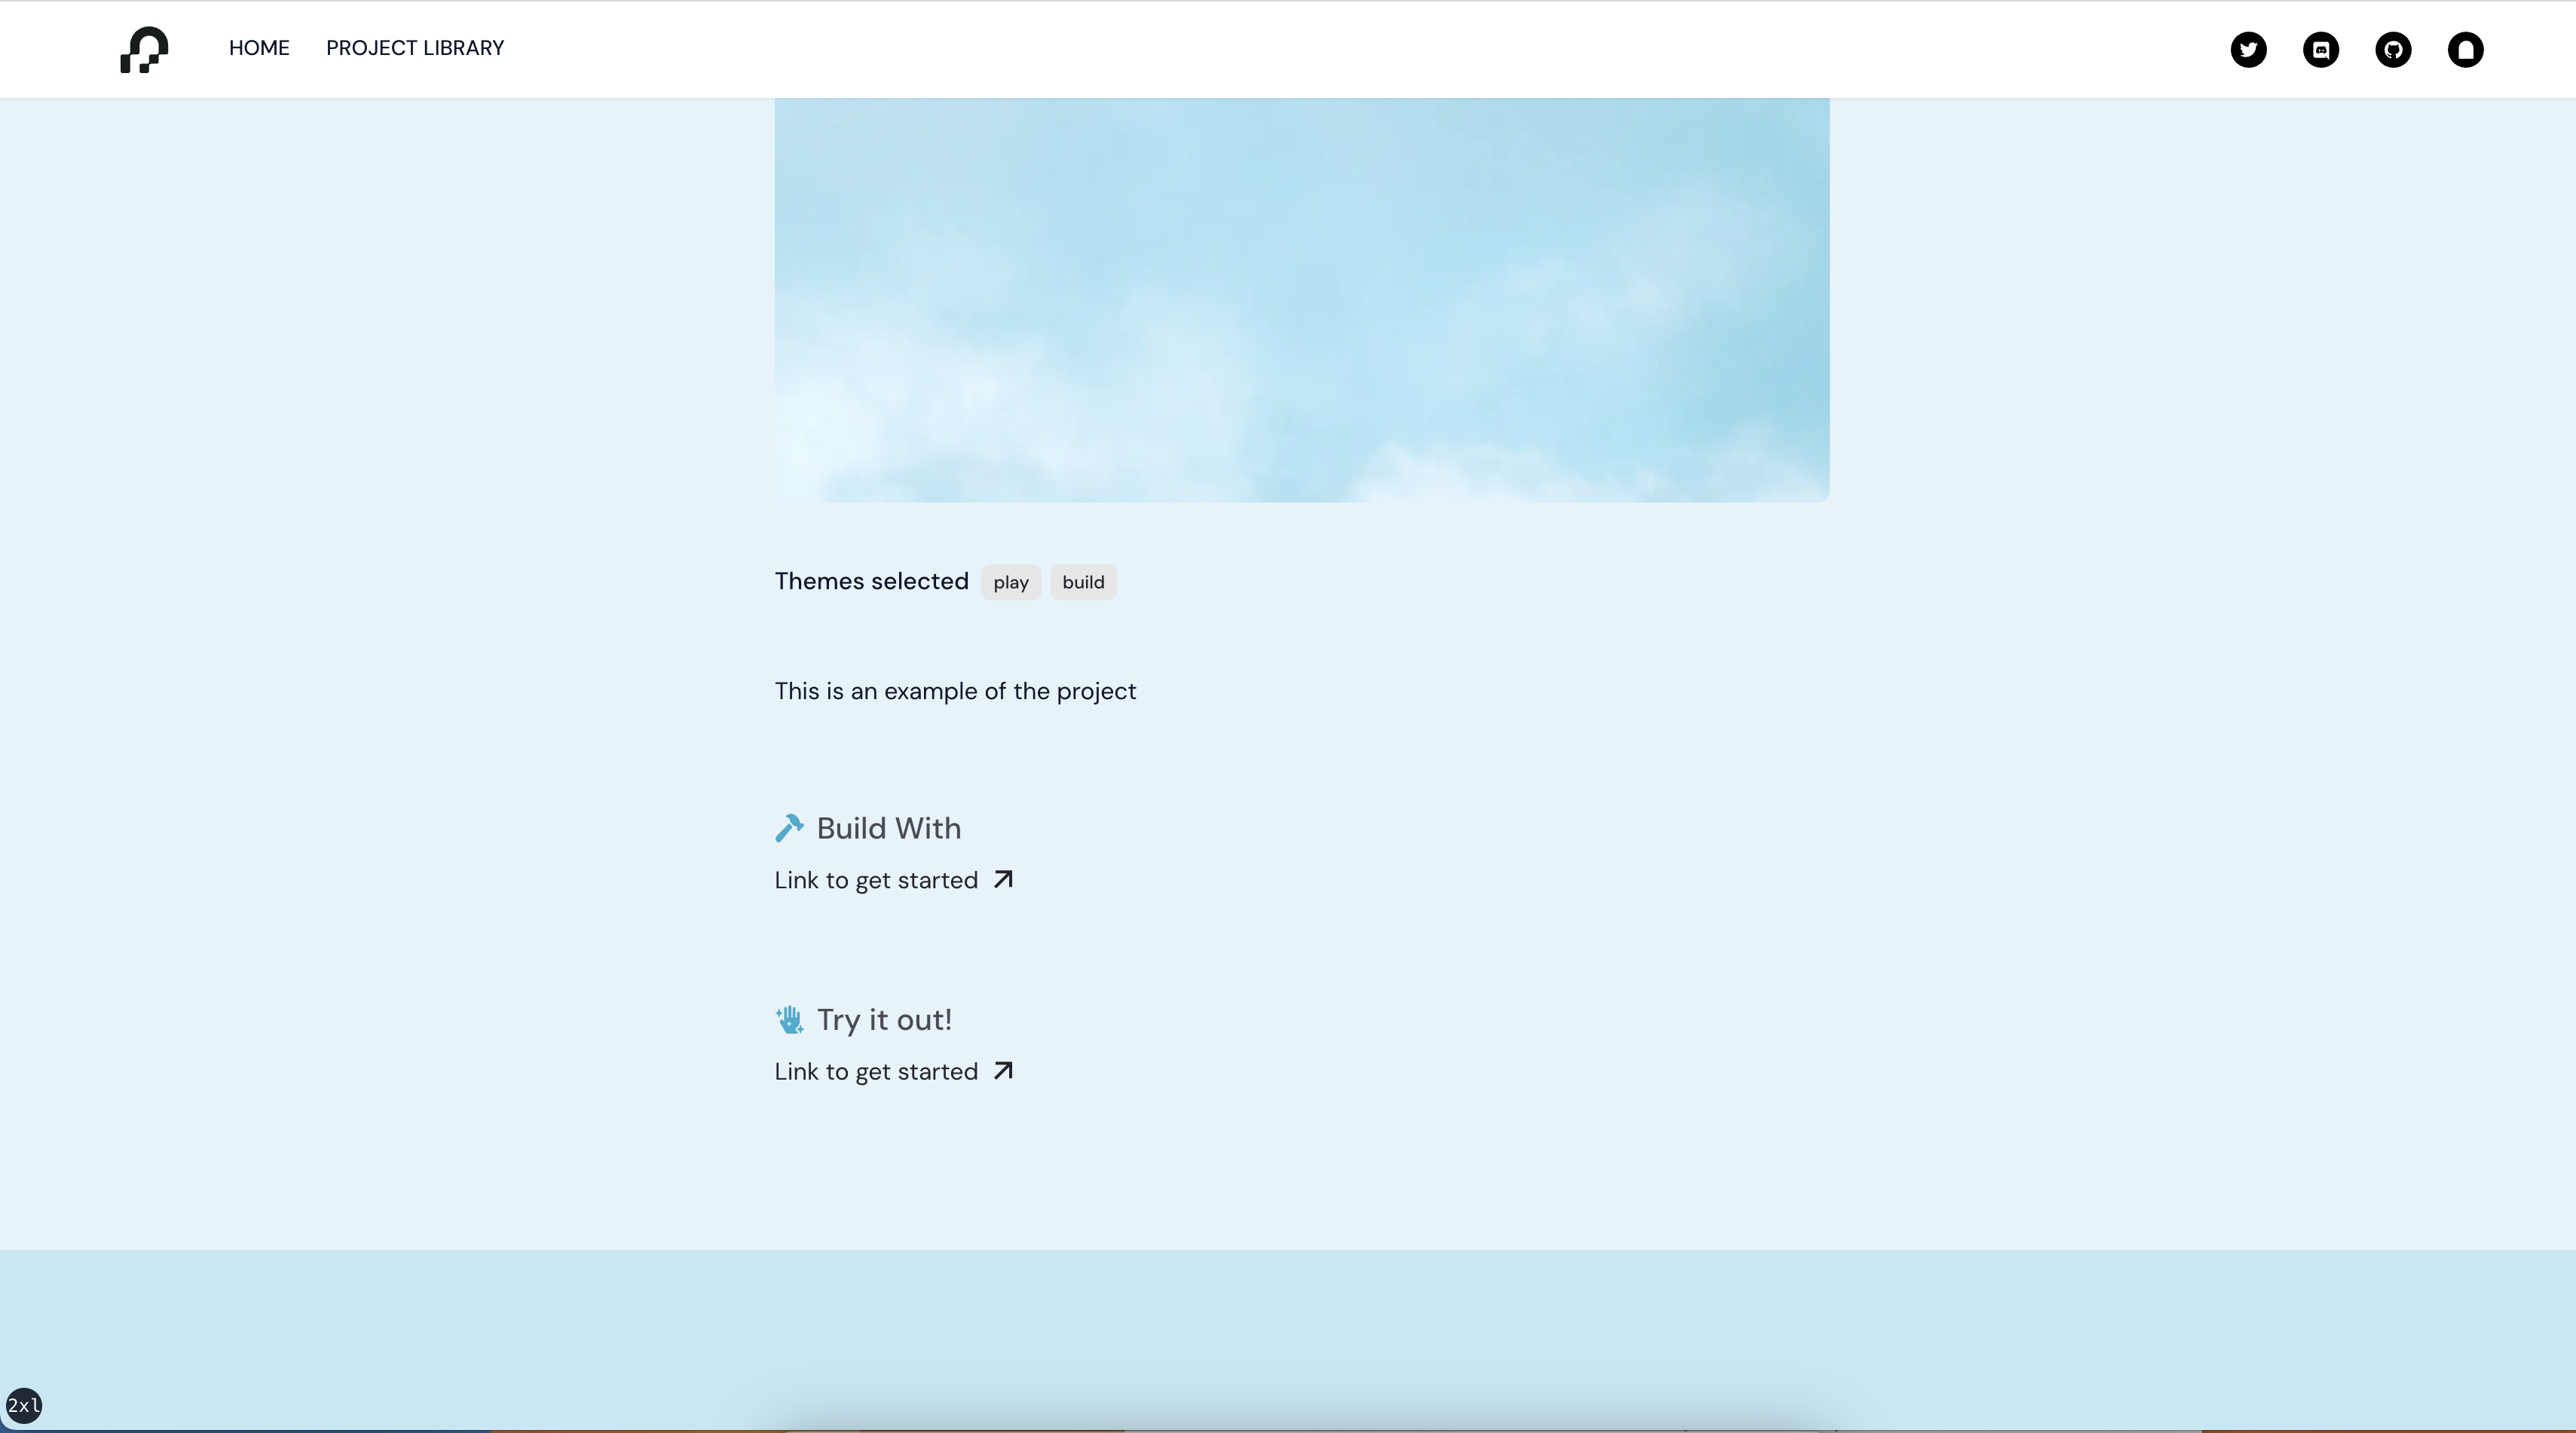 HOME PROJECT LIBRARY
Themes selected play build
This is an example of the project
Build With
Link to get started
Try it out!
Link to get started
2xl